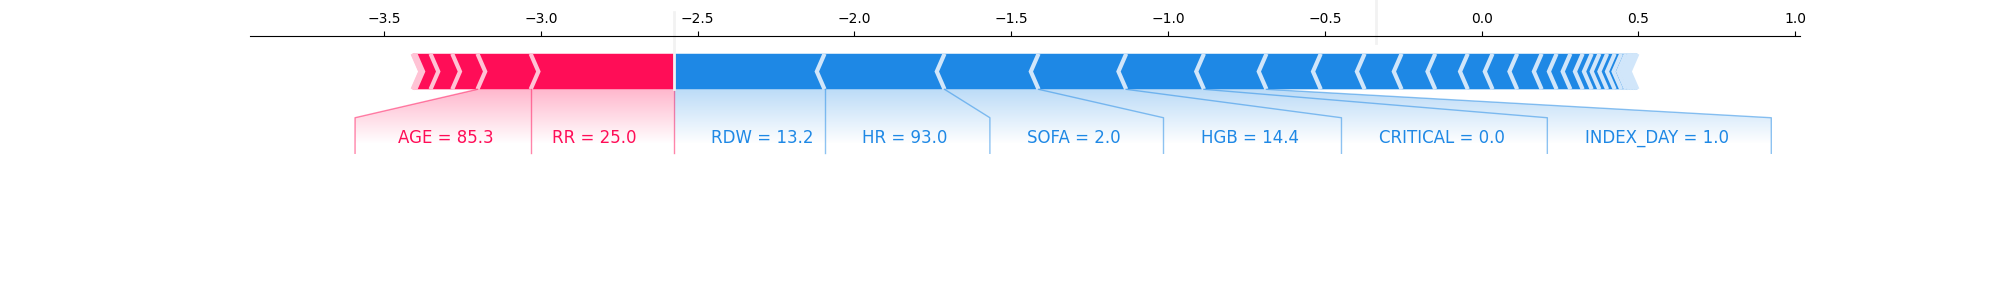 −3.5 −3.0 −2.5 −2.0 −1.5 −1.0 −0.5 0.0 0.5 1.0
AGE = 85.3 RR = 25.0 RDW = 13.2 HR = 93.0 SOFA = 2.0 HGB = 14.4 CRITICAL = 0.0 INDEX_DAY = 1.0